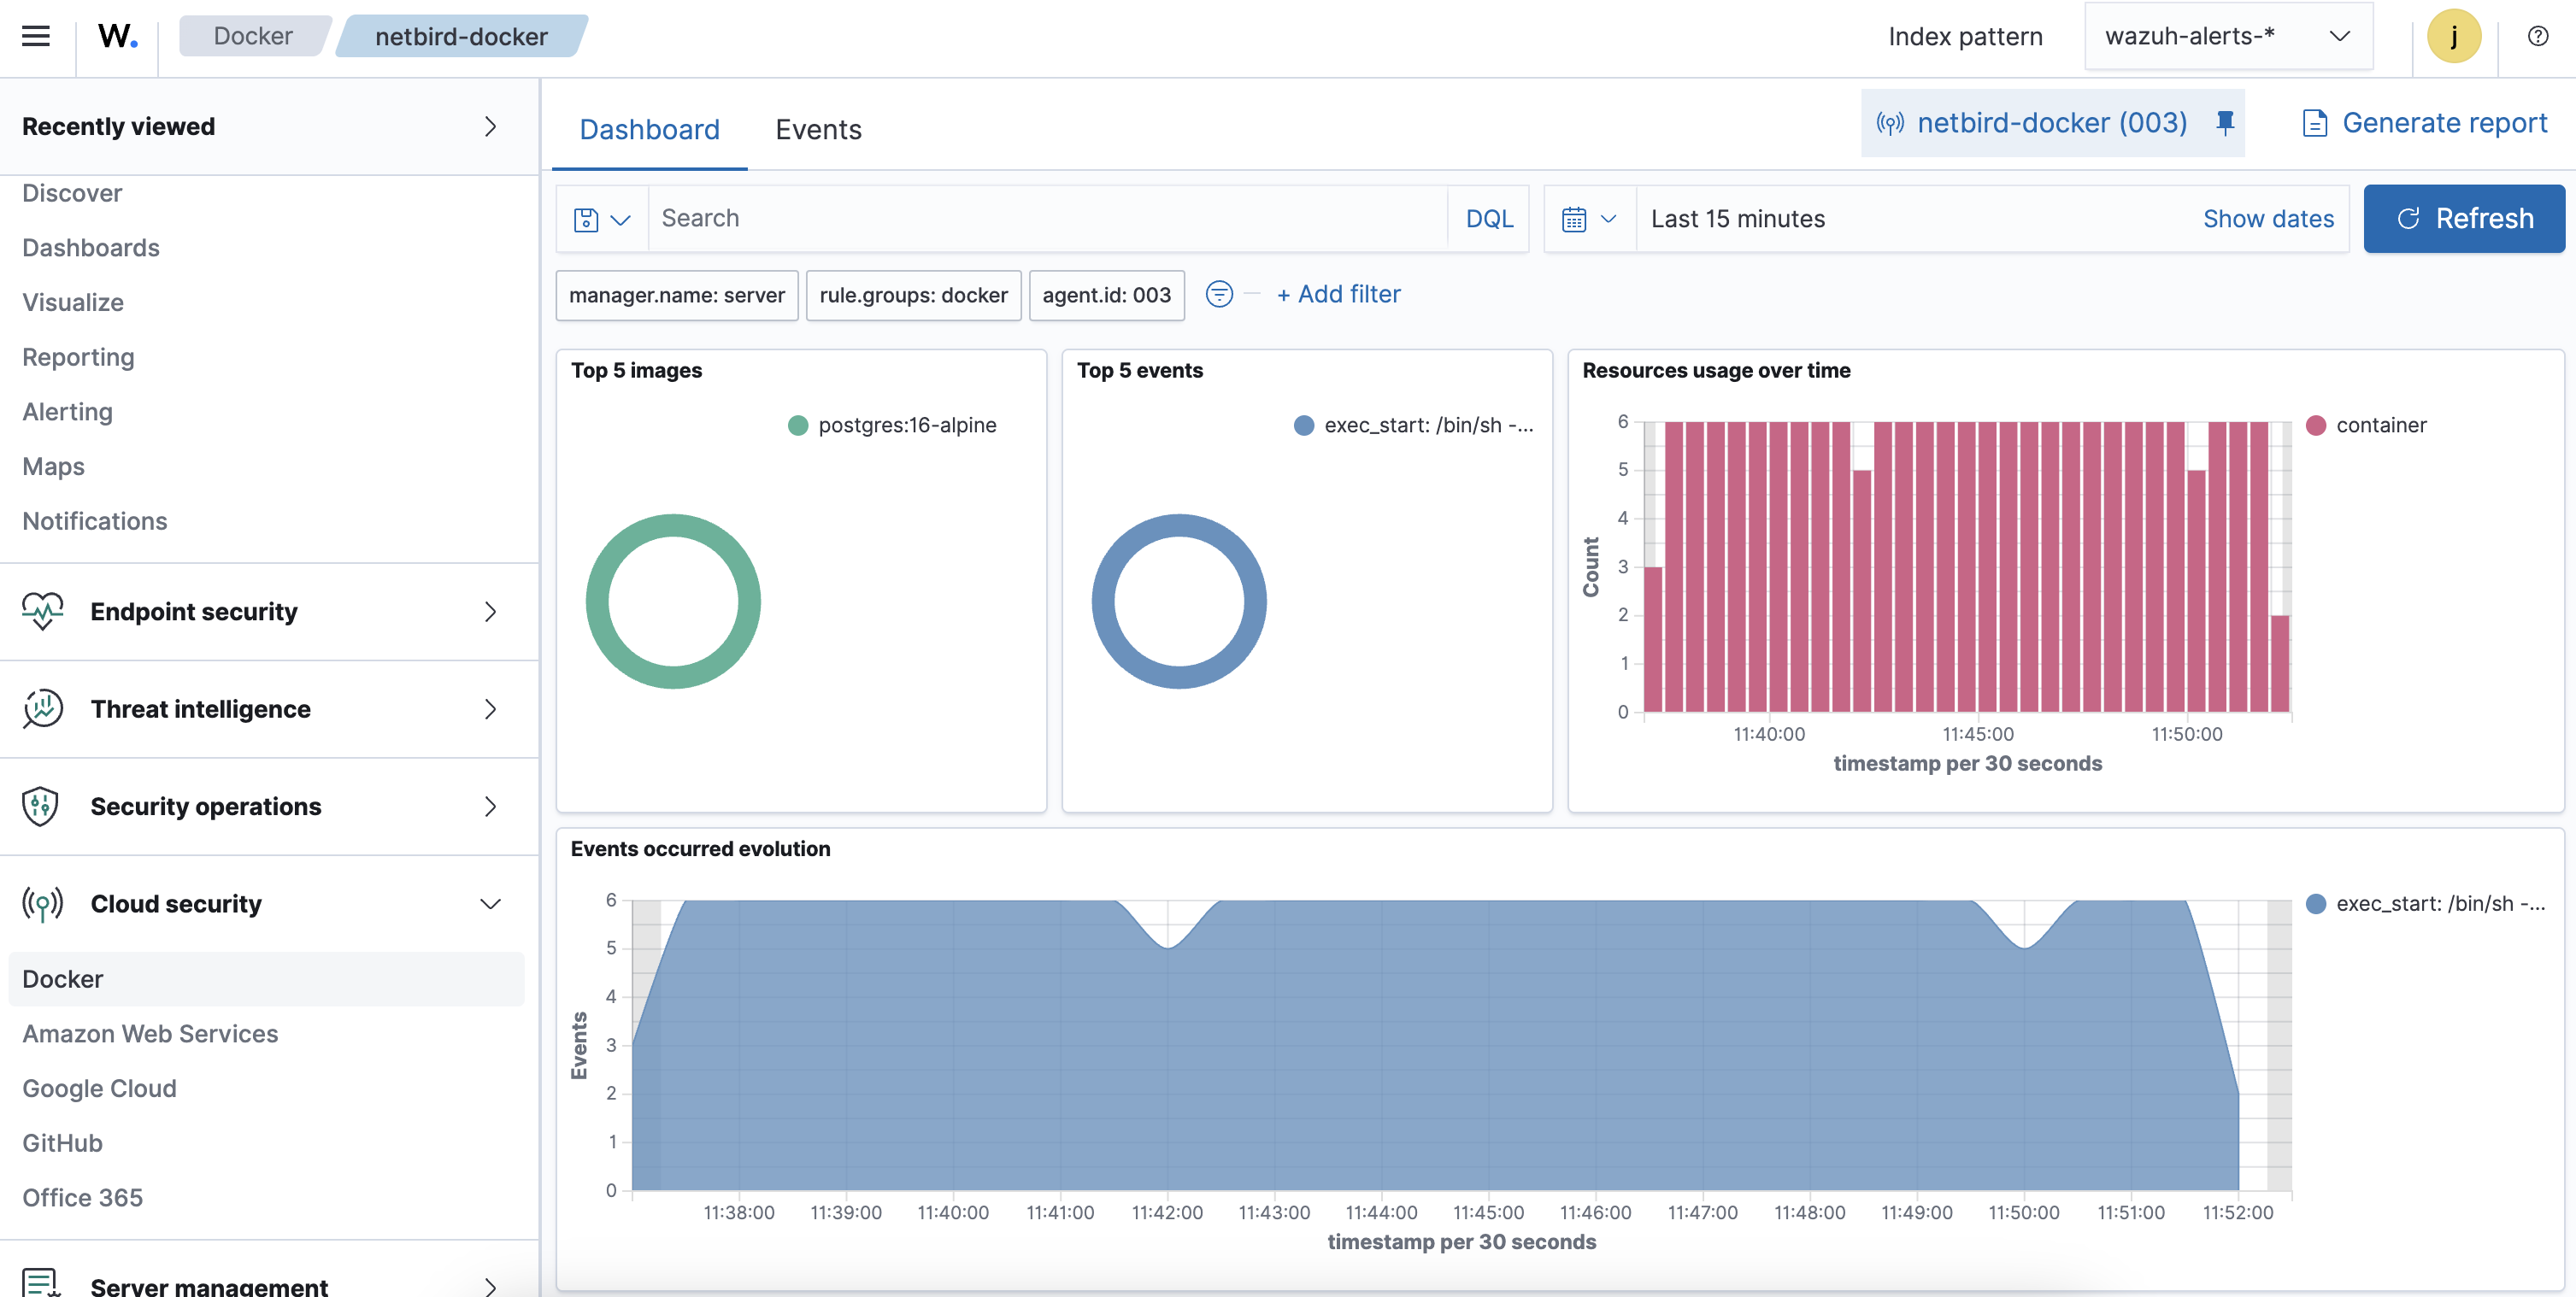 W.
Docker
netbird-docker
Index pattern
wazuh-alerts-*
j
Recently viewed
Discover
Dashboards
Visualize
Reporting
Alerting
Maps
Notifications
Endpoint security
Threat intelligence
Security operations
Cloud security
Docker
Amazon Web Services
Google Cloud
GitHub
Office 365
Server management
Dashboard
Events
netbird-docker (003)
Generate report
Search
DQL
Last 15 minutes
Show dates
Refresh
manager.name: server
rule.groups: docker
agent.id: 003
+ Add filter
Top 5 images
postgres:16-alpine
Top 5 events
exec_start: /bin/sh -...
Resources usage over time
6
5
4
3
2
1
0
Count
11:40:00
11:45:00
11:50:00
timestamp per 30 seconds
container
Events occurred evolution
6
5
4
3
2
1
0
Events
11:38:00
11:39:00
11:40:00
11:41:00
11:42:00
11:43:00
11:44:00
11:45:00
11:46:00
11:47:00
11:48:00
11:49:00
11:50:00
11:51:00
11:52:00
timestamp per 30 seconds
exec_start: /bin/sh -...